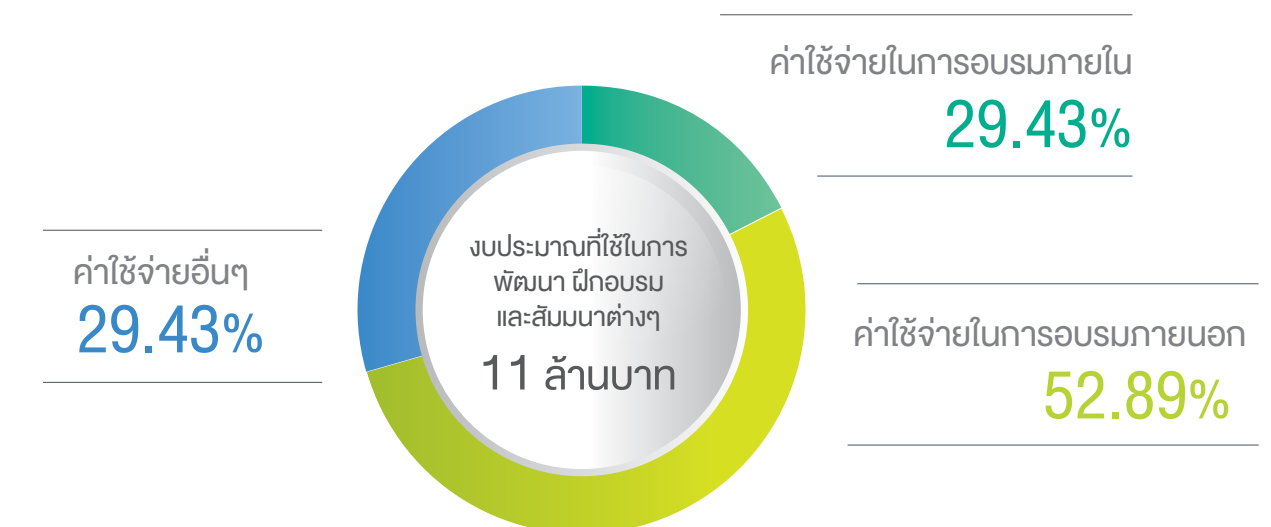 ค่าใช้จ่ายในการอบรมภายใน
29.43%
งบประมาณที่ใช้ในการ
พัฒนา ฝึกอบรม
และสัมมนาต่างๆ
11 ล้านบาท
ค่าใช้จ่ายอื่นๆ
29.43%
ค่าใช้จ่ายในการอบรมภายนอก
52.89%